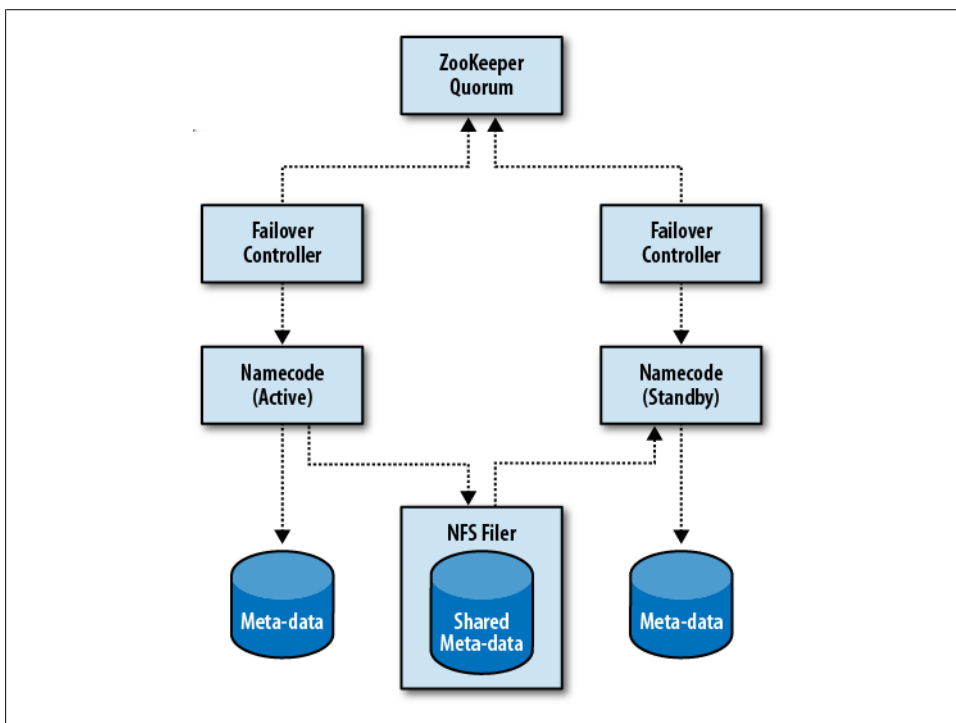 ZooKeeper
Quorum
Failover
Controller
Failover
Controller
Namecode
(Active)
Namecode
(Standby)
NFS Filer
Meta-data
Shared
Meta-data
Meta-data